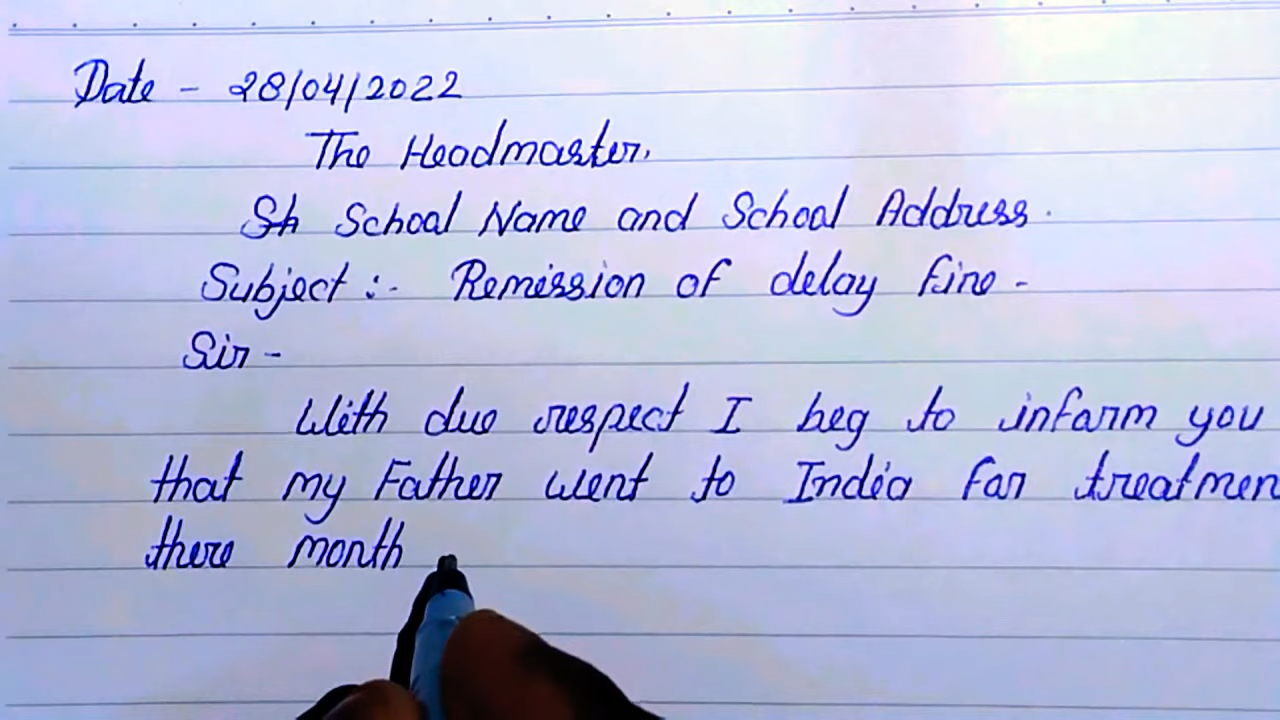 Date - 28/04/2022
The Headmaster,
Sh School Name and School Address.
Subject :- Remission of delay fine -
Sir -
With due respect I beg to inform you
that my Father went to India for treatmen
there month